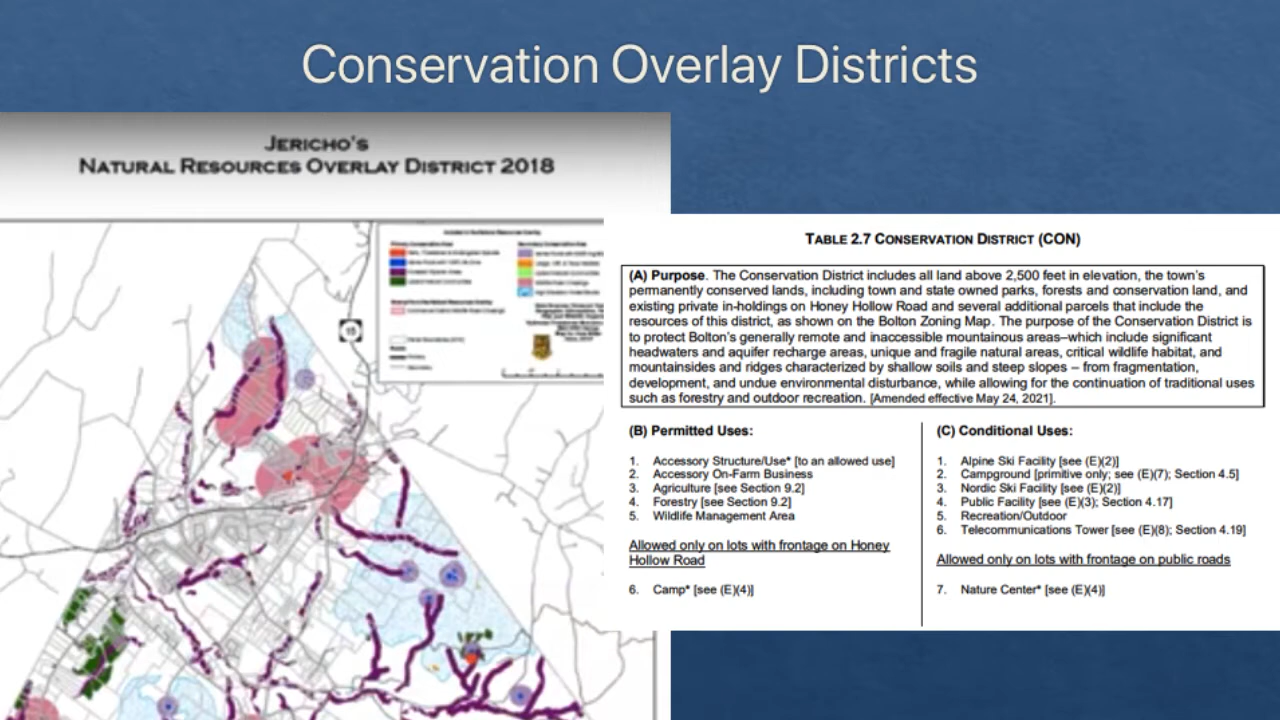 Conservation Overlay Districts
JERICHO'S
NATURAL RESOURCES OVERLAY DISTRICT 2018
15
TABLE 2.7 CONSERVATION DISTRICT (CON)
(A) Purpose. The Conservation District includes all land above 2,500 feet in elevation, the town's
permanently conserved lands, including town and state owned parks, forests and conservation land, and
existing private in-holdings on Honey Hollow Road and several additional parcels that include the
resources of this district, as shown on the Bolton Zoning Map. The purpose of the Conservation District is
to protect Bolton's generally remote and inaccessible mountainous areas–which include significant
headwaters and aquifer recharge areas, unique and fragile natural areas, critical wildlife habitat, and
mountainsides and ridges characterized by shallow soils and steep slopes – from fragmentation,
development, and undue environmental disturbance, while allowing for the continuation of traditional uses
such as forestry and outdoor recreation. [Amended effective May 24, 2021].
(B) Permitted Uses:
1. Accessory Structure/Use* [to an allowed use]
2. Accessory On-Farm Business
3. Agriculture [see Section 9.2]
4. Forestry [see Section 9.2]
5. Wildlife Management Area
Allowed only on lots with frontage on Honey
Hollow Road
6. Camp* [see (E)(4)]
(C) Conditional Uses:
1. Alpine Ski Facility [see (E)(2)]
2. Campground [primitive only; see (E)(7); Section 4.5]
3. Nordic Ski Facility [see (E)(2)]
4. Public Facility [see (E)(3); Section 4.17]
5. Recreation/Outdoor
6. Telecommunications Tower [see (E)(8); Section 4.19]
Allowed only on lots with frontage on public roads
7. Nature Center* [see (E)(4)]